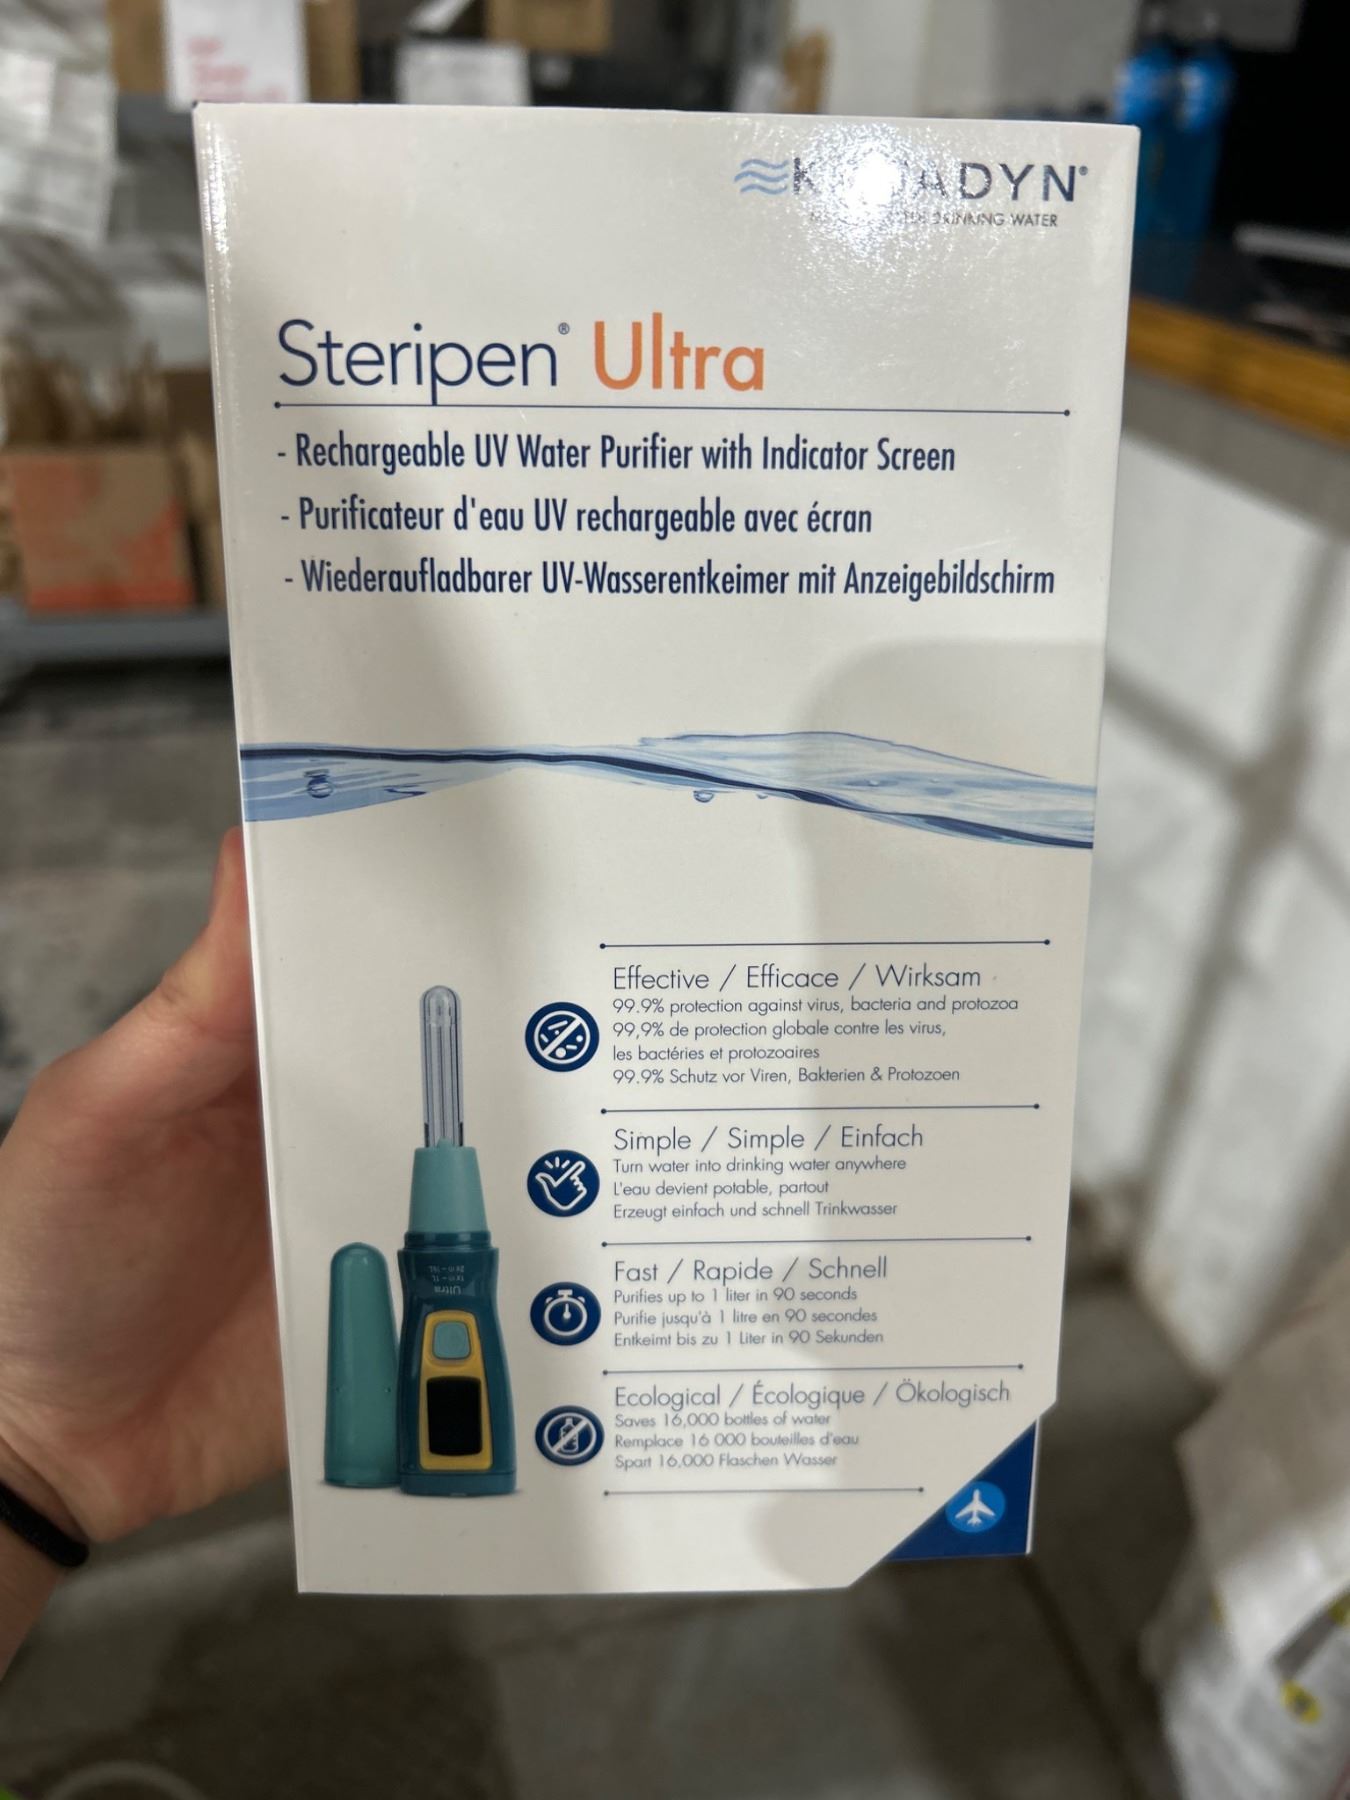 KATADYN®
DRINKING WATER
Steripen® Ultra
- Rechargeable UV Water Purifier with Indicator Screen
- Purificateur d'eau UV rechargeable avec écran
- Wiederaufladbarer UV-Wasserentkeimer mit Anzeigebildschirm
Effective / Efficace / Wirksam
99.9% protection against virus, bacteria and protozoa
99,9% de protection globale contre les virus,
les bactéries et protozoaires
99.9% Schutz vor Viren, Bakterien & Protozoen
Simple / Simple / Einfach
Turn water into drinking water anywhere
L'eau devient potable, partout
Erzeugt einfach und schnell Trinkwasser
Fast / Rapide / Schnell
Purifies up to 1 liter in 90 seconds
Purifie jusqu'à 1 litre en 90 secondes
Entkeimt bis zu 1 Liter in 90 Sekunden
Ecological / Écologique / Ökologisch
Saves 16,000 bottles of water
Remplace 16 000 bouteilles d'eau
Spart 16,000 Flaschen Wasser
Ultra